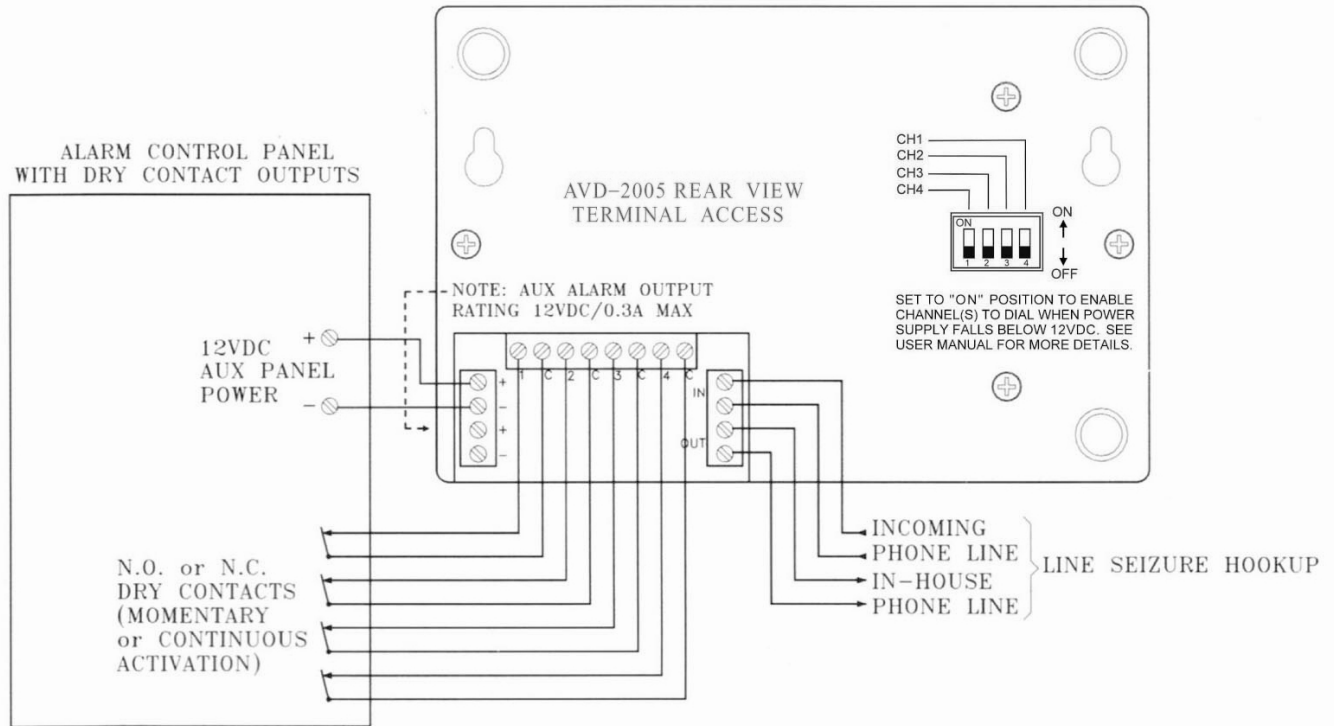 ALARM CONTROL PANEL
WITH DRY CONTACT OUTPUTS
AVD-2005 REAR VIEW
TERMINAL ACCESS
CH1
CH2
CH3
CH4
ON
1 2 3 4
ON
OFF
SET TO "ON" POSITION TO ENABLE
CHANNEL(S) TO DIAL WHEN POWER
SUPPLY FALLS BELOW 12VDC. SEE
USER MANUAL FOR MORE DETAILS.
NOTE: AUX ALARM OUTPUT
RATING 12VDC/0.3A MAX
12VDC
AUX PANEL
POWER
+
-
+
-
+
-
1 C 2 C 3 C 4 C
IN
OUT
INCOMING
PHONE LINE
IN-HOUSE
PHONE LINE
LINE SEIZURE HOOKUP
N.O. or N.C.
DRY CONTACTS
(MOMENTARY
or CONTINUOUS
ACTIVATION)